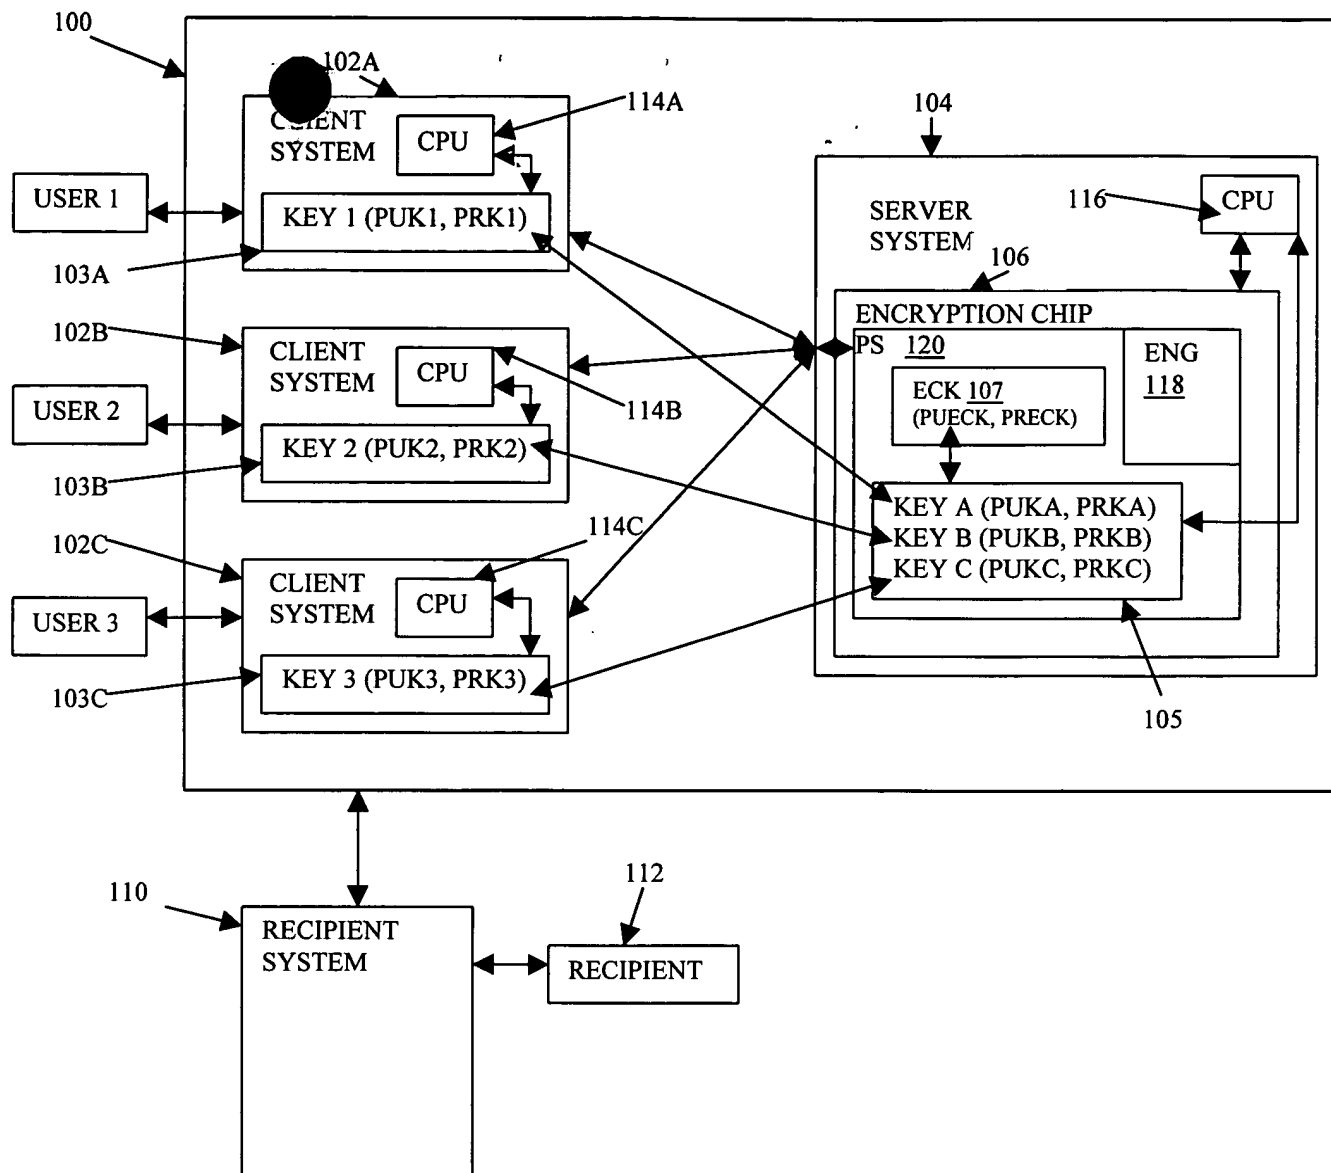 100
102A
CLIENT
SYSTEM
CPU
114A
KEY 1 (PUK1, PRK1)
USER 1
103A
102B
CLIENT
SYSTEM
CPU
114B
KEY 2 (PUK2, PRK2)
USER 2
103B
102C
CLIENT
SYSTEM
CPU
114C
KEY 3 (PUK3, PRK3)
USER 3
103C
104
SERVER
SYSTEM
116
CPU
106
ENCRYPTION CHIP
PS 120
ENG
118
ECK 107
(PUECK, PRECK)
KEY A (PUKA, PRKA)
KEY B (PUKB, PRKB)
KEY C (PUKC, PRKC)
105
110
RECIPIENT
SYSTEM
112
RECIPIENT